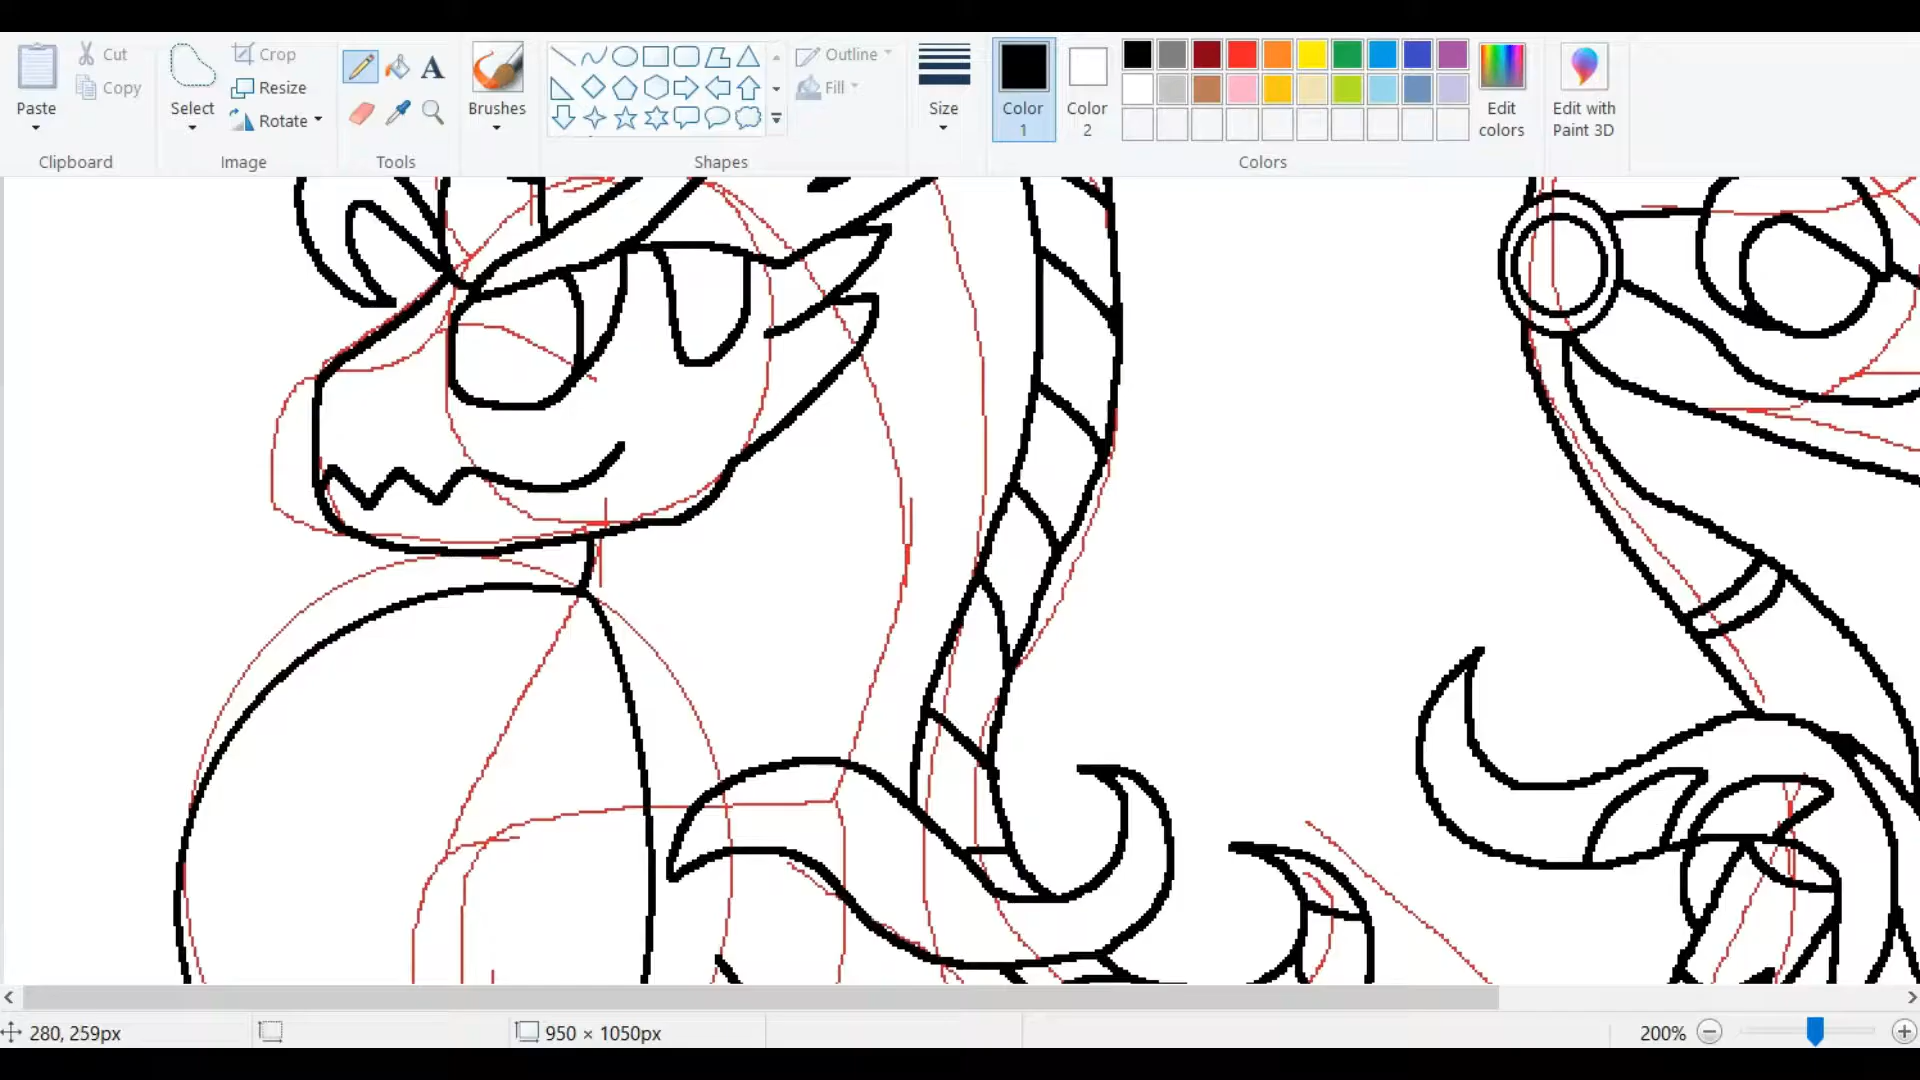 Paste
Cut
Copy
Clipboard
Select
Crop
Resize
Rotate
Image
A
Tools
Brushes
Shapes
Outline
Fill
Size
Color
1
Color
2
Colors
Edit
colors
Edit with
Paint 3D
280, 259px
950 × 1050px
200%